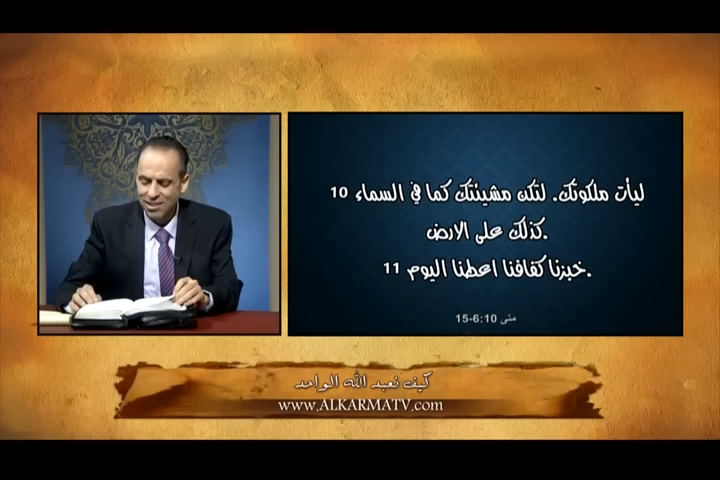 ليأت ملكوتك. لتكن مشيئتك كما في السماء 10
كذلك على الارض.
خبزنا كفافنا اعطنا اليوم 11.
متى 6:10-15
كيف نعبد الله الواحد
www.ALKARMATV.com